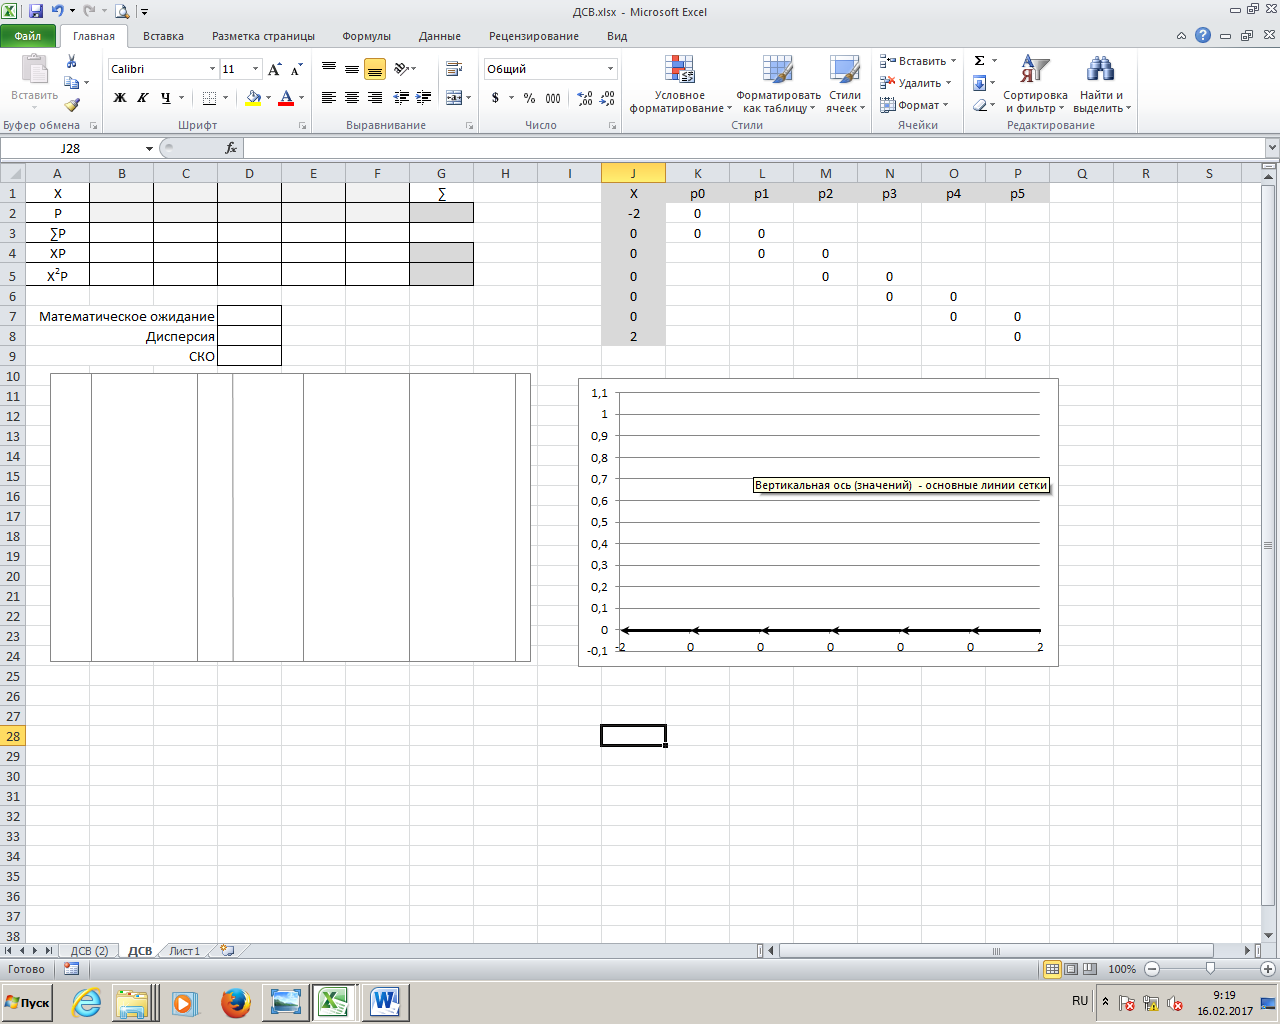 ДСВ.xlsx - Microsoft Excel
Файл Главная Вставка Разметка страницы Формулы Данные Рецензирование Вид
Вставить
Буфер обмена
Calibri 11
Ж К Ч
Шрифт
Выравнивание
Общий
$ % 000
Число
Условное форматирование
Форматировать как таблицу
Стили ячеек
Стили
Вставить
Удалить
Формат
Ячейки
Σ
Сортировка и фильтр
Найти и выделить
Редактирование
J28 fx
A B C D E F G H I J K L M N O P Q R S
1 X ∑ X p0 p1 p2 p3 p4 p5
2 P -2 0
3 ∑P 0 0 0
4 XP 0 0 0
5 X²P 0 0 0
6 0 0 0
7 Математическое ожидание 0 0 0
8 Дисперсия 2 0
9 СКО
10
11
12
13
14
15
16
17
18
19
20
21
22
23
24
25
26
27
28
29
30
31
32
33
34
35
36
37
38
1,1
1
0,9
0,8
0,7
0,6
0,5
0,4
0,3
0,2
0,1
0
-0,1
-2 0 0 0 0 0 2
Вертикальная ось (значений) - основные линии сетки
ДСВ (2) ДСВ Лист1
Готово 100%
Пуск RU 9:19
16.02.2017